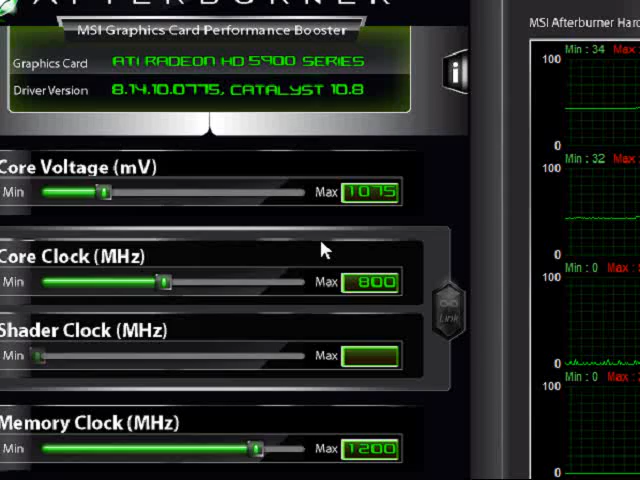 AFTERBURNER
MSI Graphics Card Performance Booster
Graphics Card ATI RADEON HD 5900 SERIES
Driver Version 8.14.10.0775, CATALYST 10.8
Core Voltage (mV)
Min Max 1075
Core Clock (MHz)
Min Max 800
Link
Shader Clock (MHz)
Min Max
Memory Clock (MHz)
Min Max 1200
MSI Afterburner Hard
Min : 34 Max :
100
0
Min : 32 Max :
100
0
Min : 0 Max :
100
0
Min : 0 Max :
100
0